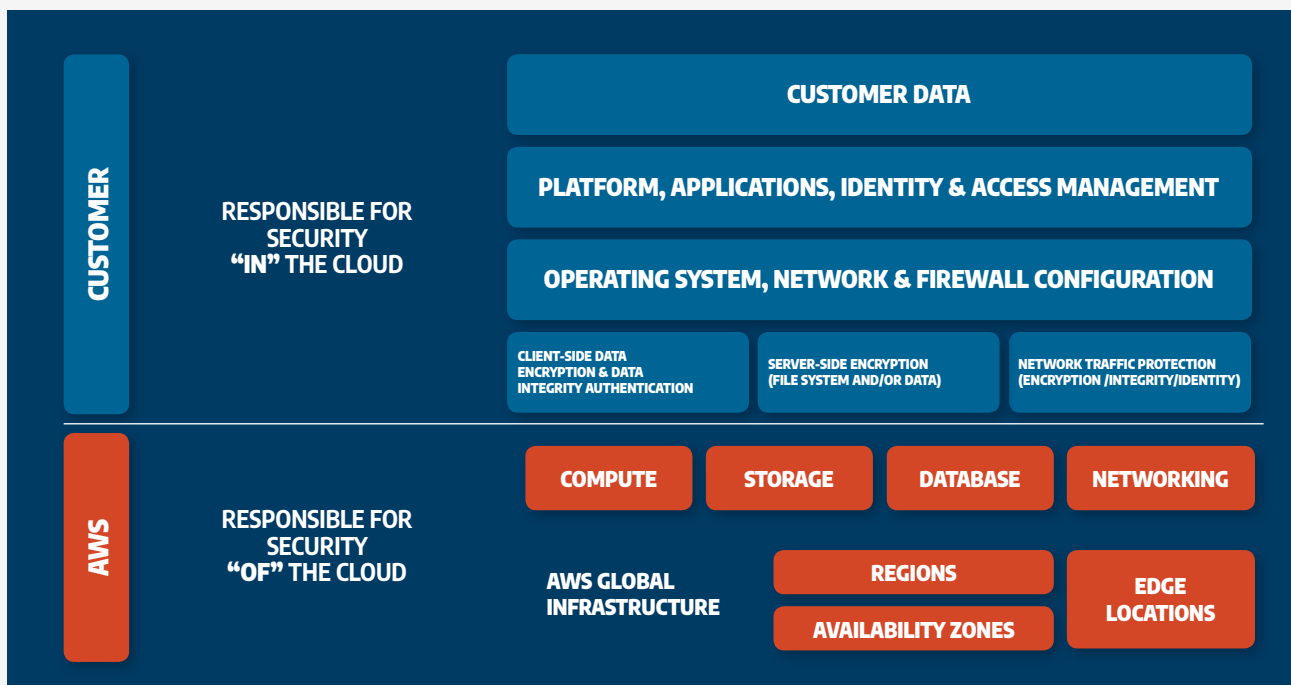 CUSTOMER
RESPONSIBLE FOR
SECURITY
“IN” THE CLOUD
CUSTOMER DATA
PLATFORM, APPLICATIONS, IDENTITY & ACCESS MANAGEMENT
OPERATING SYSTEM, NETWORK & FIREWALL CONFIGURATION
CLIENT-SIDE DATA
ENCRYPTION & DATA
INTEGRITY AUTHENTICATION
SERVER-SIDE ENCRYPTION
(FILE SYSTEM AND/OR DATA)
NETWORK TRAFFIC PROTECTION
(ENCRYPTION /INTEGRITY/IDENTITY)
AWS
RESPONSIBLE FOR
SECURITY
“OF” THE CLOUD
COMPUTE
STORAGE
DATABASE
NETWORKING
AWS GLOBAL
INFRASTRUCTURE
REGIONS
AVAILABILITY ZONES
EDGE
LOCATIONS